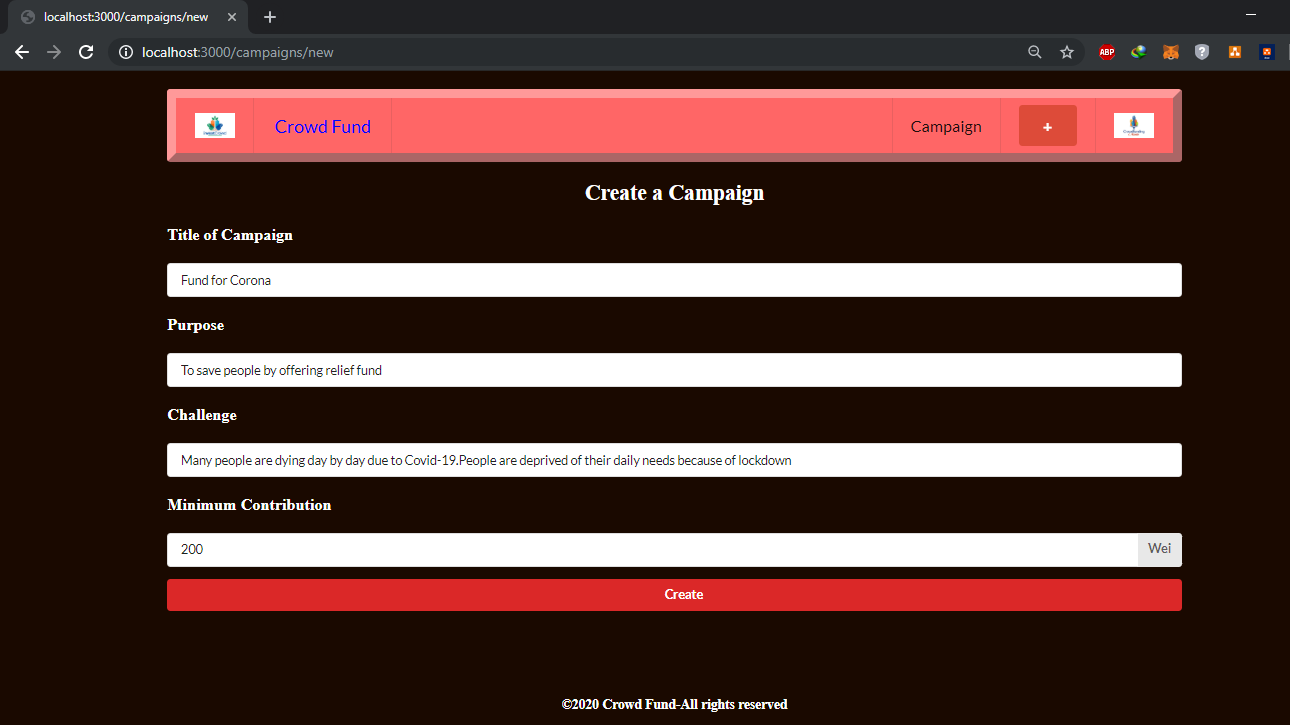 localhost:3000/campaigns/new
localhost:3000/campaigns/new
ABP
Crowd Fund
Campaign
+
Create a Campaign
Title of Campaign
Fund for Corona
Purpose
To save people by offering relief fund
Challenge
Many people are dying day by day due to Covid-19.People are deprived of their daily needs because of lockdown
Minimum Contribution
200
Wei
Create
©2020 Crowd Fund-All rights reserved